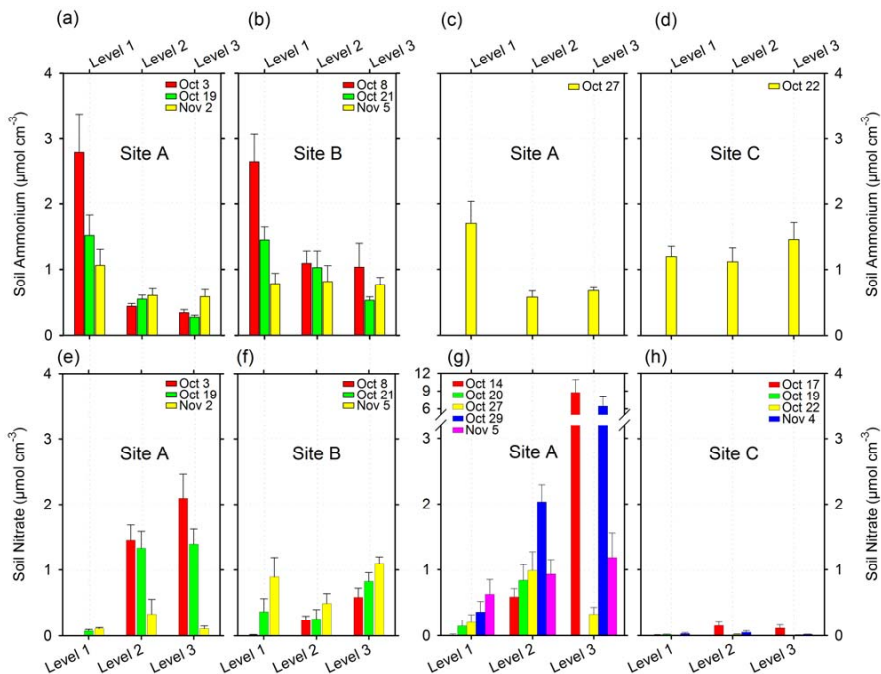 (a) (b) (c) (d)
Level 1 Level 2 Level 3 Level 1 Level 2 Level 3 Level 1 Level 2 Level 3 Level 1 Level 2 Level 3
4 4
Oct 3 Oct 8 Oct 27 Oct 22
Oct 19 Oct 21
Nov 2 Nov 5
3 3
Site A Site B Site A Site C
Soil Ammonium (µmol cm⁻³) Soil Ammonium (µmol cm⁻³)
2 2
1 1
0 0
(e) (f) (g) (h)
4 12 4
Oct 3 Oct 8 Oct 14 10 Oct 17
Oct 19 Oct 21 Oct 20 8 Oct 19
Nov 2 Nov 5 Oct 27 6 Oct 22
Oct 29 Nov 4
Nov 5
3 3 3
Site A Site B Site A Site C
Soil Nitrate (µmol cm⁻³) Soil Nitrate (µmol cm⁻³)
2 2 2
1 1 1
0 0 0
Level 1 Level 2 Level 3 Level 1 Level 2 Level 3 Level 1 Level 2 Level 3 Level 1 Level 2 Level 3